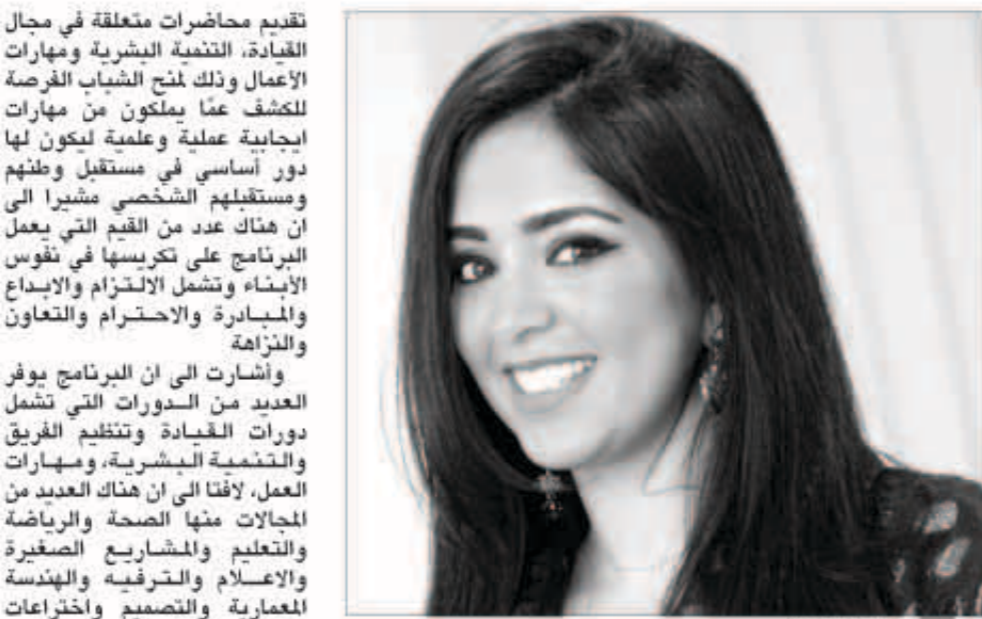 تقديم محاضرات متعلقة في مجال
القيادة، التنمية البشرية ومهارات
الأعمال وذلك لمنح الشباب الفرصة
للكشف عمّا يملكون من مهارات
ايجابية عملية وعلمية ليكون لها
دور أساسي في مستقبل وطنهم
ومستقبلهم الشخصي مشيرا الى
ان هناك عدد من القيم التي يعمل
البرنامج على تكريسها في نفوس
الأبناء وتشمل الالتزام والابداع
والمبادرة والاحترام والتعاون
والنزاهة
وأشارت الى ان البرنامج يوفر
العديد من الدورات التي تشمل
دورات القيادة وتنظيم الفريق
والتنمية البشرية، ومهارات
العمل، لافتا الى ان هناك العديد من
المجالات منها الصحة والرياضة
والتعليم والمشاريع الصغيرة
والاعلام والترفيه والهندسة
المعمارية والتصميم واختراعات